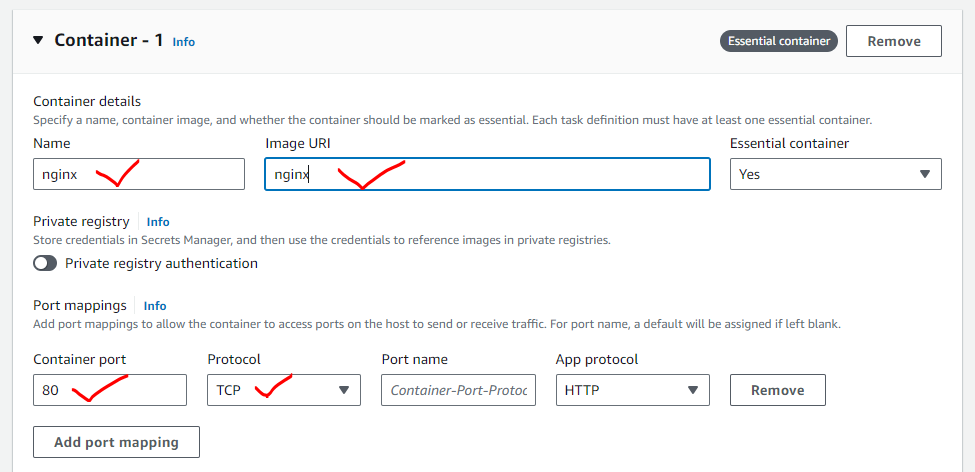 Container - 1 Info Essential container Remove
Container details
Specify a name, container image, and whether the container should be marked as essential. Each task definition must have at least one essential container.
Name Image URI Essential container
nginx nginx Yes
Private registry Info
Store credentials in Secrets Manager, and then use the credentials to reference images in private registries.
Private registry authentication
Port mappings Info
Add port mappings to allow the container to access ports on the host to send or receive traffic. For port name, a default will be assigned if left blank.
Container port Protocol Port name App protocol
80 TCP Container-Port-Protoc HTTP Remove
Add port mapping